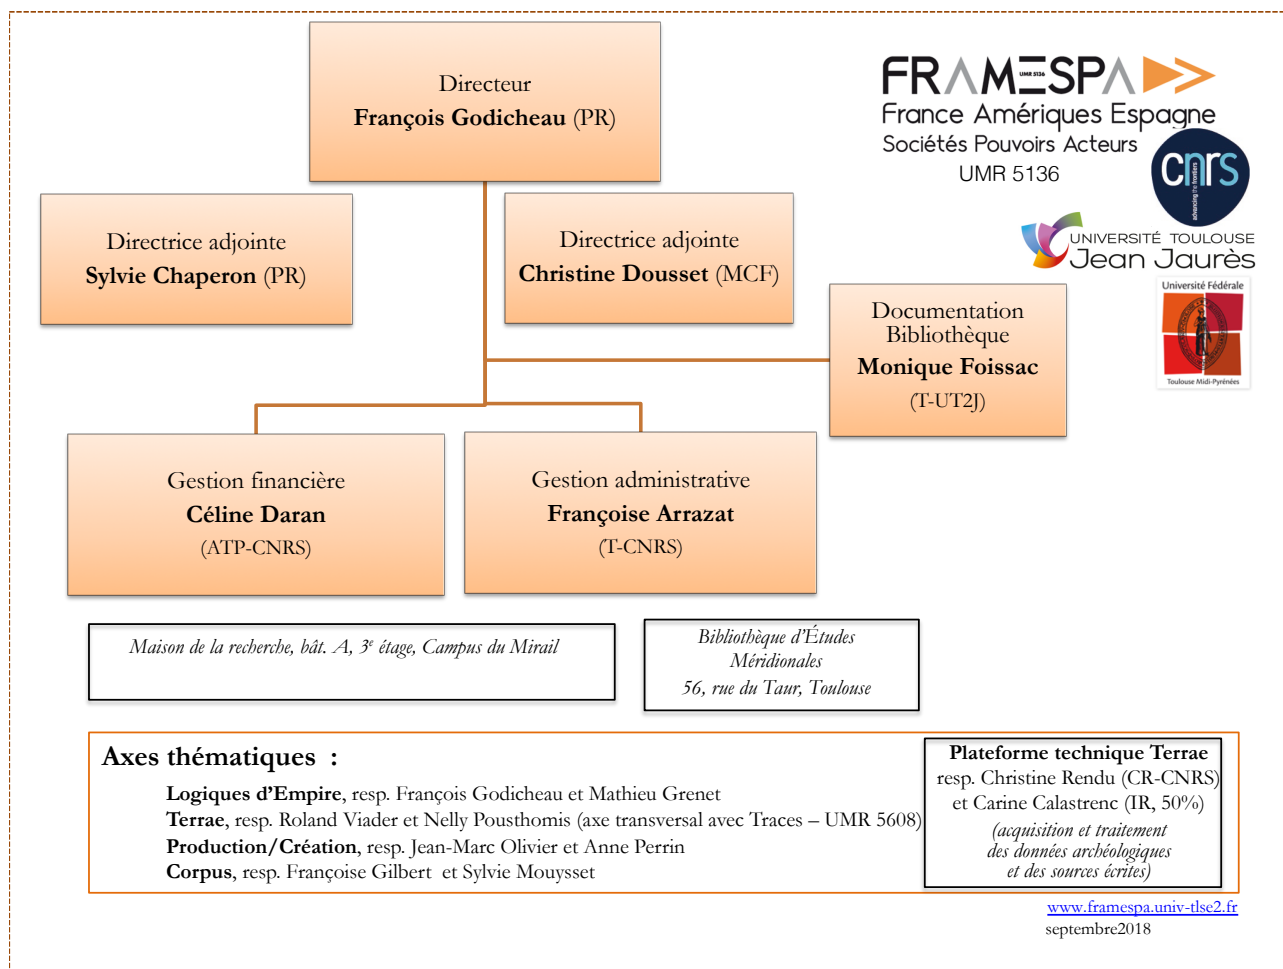 Directeur
François Godicheau (PR)
FRAMESPA
UMR 5136
France Amériques Espagne
Sociétés Pouvoirs Acteurs
UMR 5136
cnrs
advancing the frontiers
UNIVERSITÉ TOULOUSE
Jean Jaurès
Université Fédérale
Toulouse Midi-Pyrénées
Directrice adjointe
Sylvie Chaperon (PR)
Directrice adjointe
Christine Dousset (MCF)
Documentation
Bibliothèque
Monique Foissac
(T-UT2J)
Gestion financière
Céline Daran
(ATP-CNRS)
Gestion administrative
Françoise Arrazat
(T-CNRS)
Maison de la recherche, bât. A, 3e étage, Campus du Mirail
Bibliothèque d'Études
Méridionales
56, rue du Taur, Toulouse
Axes thématiques :
Logiques d'Empire, resp. François Godicheau et Mathieu Grenet
Terrae, resp. Roland Viader et Nelly Pousthomis (axe transversal avec Traces – UMR 5608)
Production/Création, resp. Jean-Marc Olivier et Anne Perrin
Corpus, resp. Françoise Gilbert et Sylvie Mouysset
Plateforme technique Terrae
resp. Christine Rendu (CR-CNRS)
et Carine Calastrenc (IR, 50%)
(acquisition et traitement
des données archéologiques
et des sources écrites)
www.framespa.univ-tlse2.fr
septembre2018